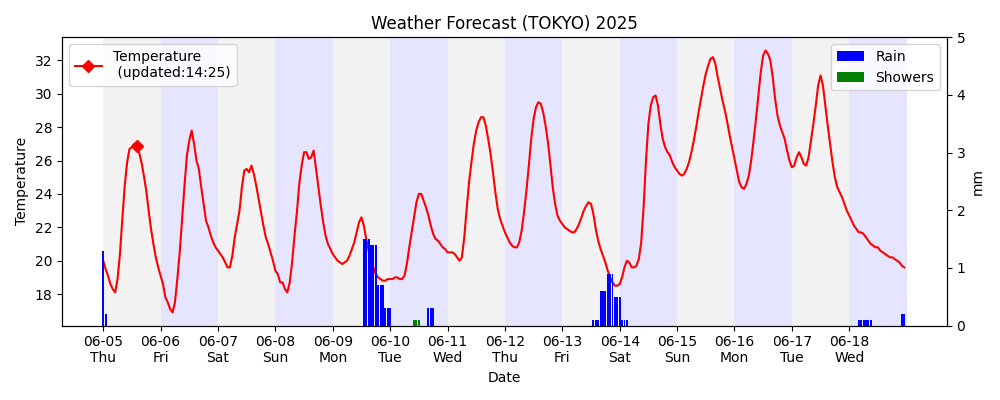 Weather Forecast (TOKYO) 2025
Temperature
(updated:14:25)
Rain
Showers
Temperature
32
30
28
26
24
22
20
18
5
4
3
2
1
0
mm
06-05 06-06 06-07 06-08 06-09 06-10 06-11 06-12 06-13 06-14 06-15 06-16 06-17 06-18
Thu Fri Sat Sun Mon Tue Wed Thu Fri Sat Sun Mon Tue Wed
Date